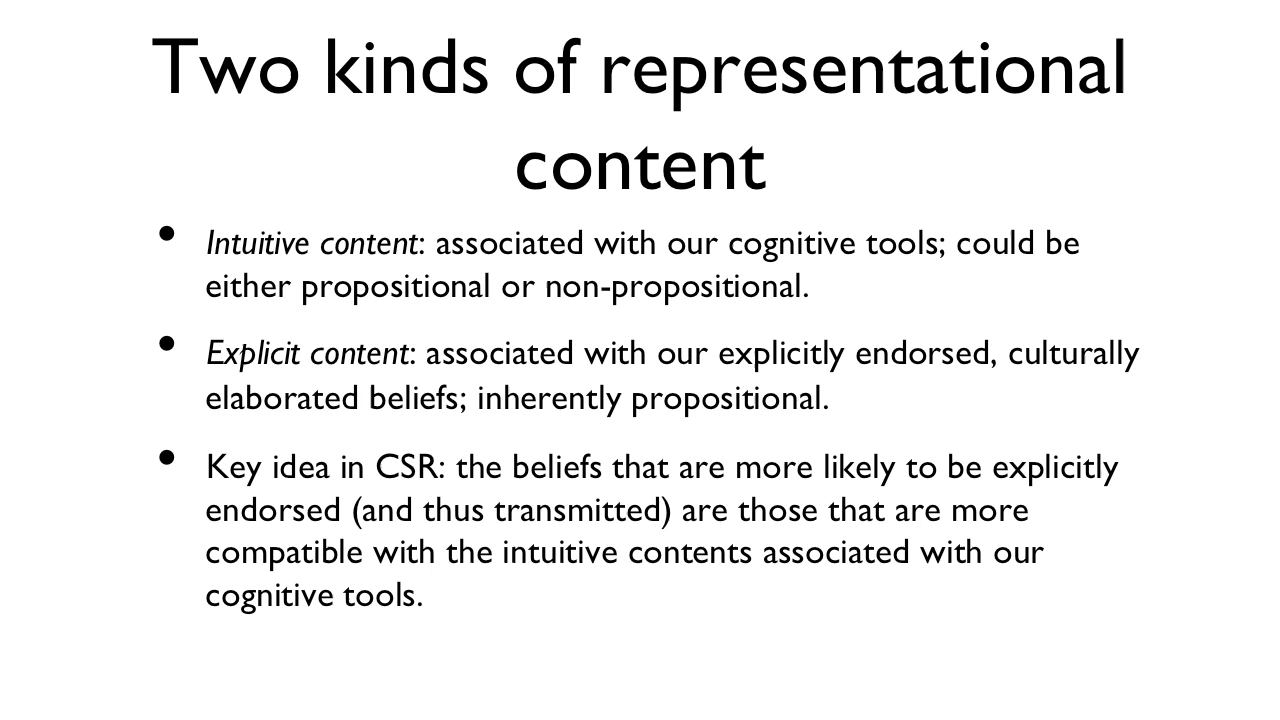 Two kinds of representational
content
• Intuitive content: associated with our cognitive tools; could be
either propositional or non-propositional.
• Explicit content: associated with our explicitly endorsed, culturally
elaborated beliefs; inherently propositional.
• Key idea in CSR: the beliefs that are more likely to be explicitly
endorsed (and thus transmitted) are those that are more
compatible with the intuitive contents associated with our
cognitive tools.